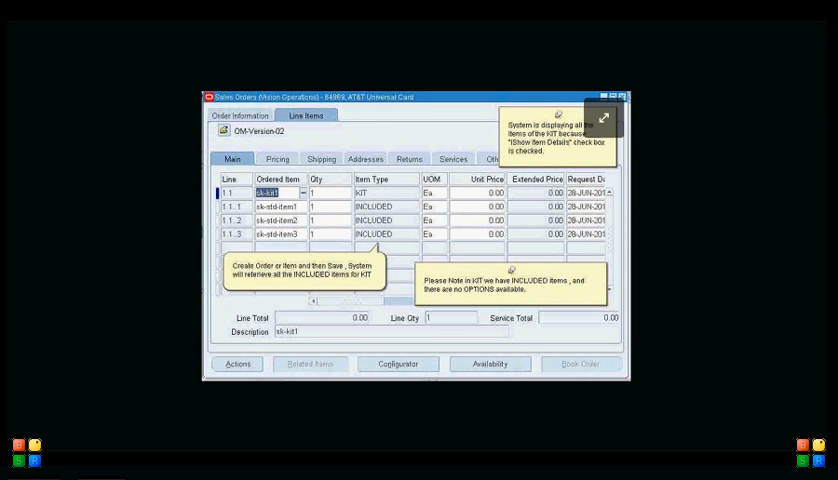 Sales Orders (Vision Operations) - 64969, AT&T Universal Card
Order Information Line Items
OM-Version-02
System is displaying all the
items of the KIT because
"IShow Item Details" check box
is checked.
Main Pricing Shipping Addresses Returns Services Oth
Line Ordered Item Qty Item Type UOM Unit Price Extended Price Request Da
1.1 sk-kit1 1 KIT Ea 0.00 0.00 28-JUN-201
1.1..1 sk-std-item1 1 INCLUDED Ea 0.00 0.00 28-JUN-201
1.1..2 sk-std-item2 1 INCLUDED Ea 0.00 0.00 28-JUN-201
1.1..3 sk-std-item3 1 INCLUDED Ea 0.00 0.00 28-JUN-201
Create Order or Item and then Save , System
will reterieve all the INCLUDED items for KIT
Please Note in KIT we have INCLUDED items , and
there are no OPTIONS available.
Line Total 0.00 Line Qty 1 Service Total 0.00
Description sk-kit1
Actions Related Items Configurator Availability Book Order
B
S R